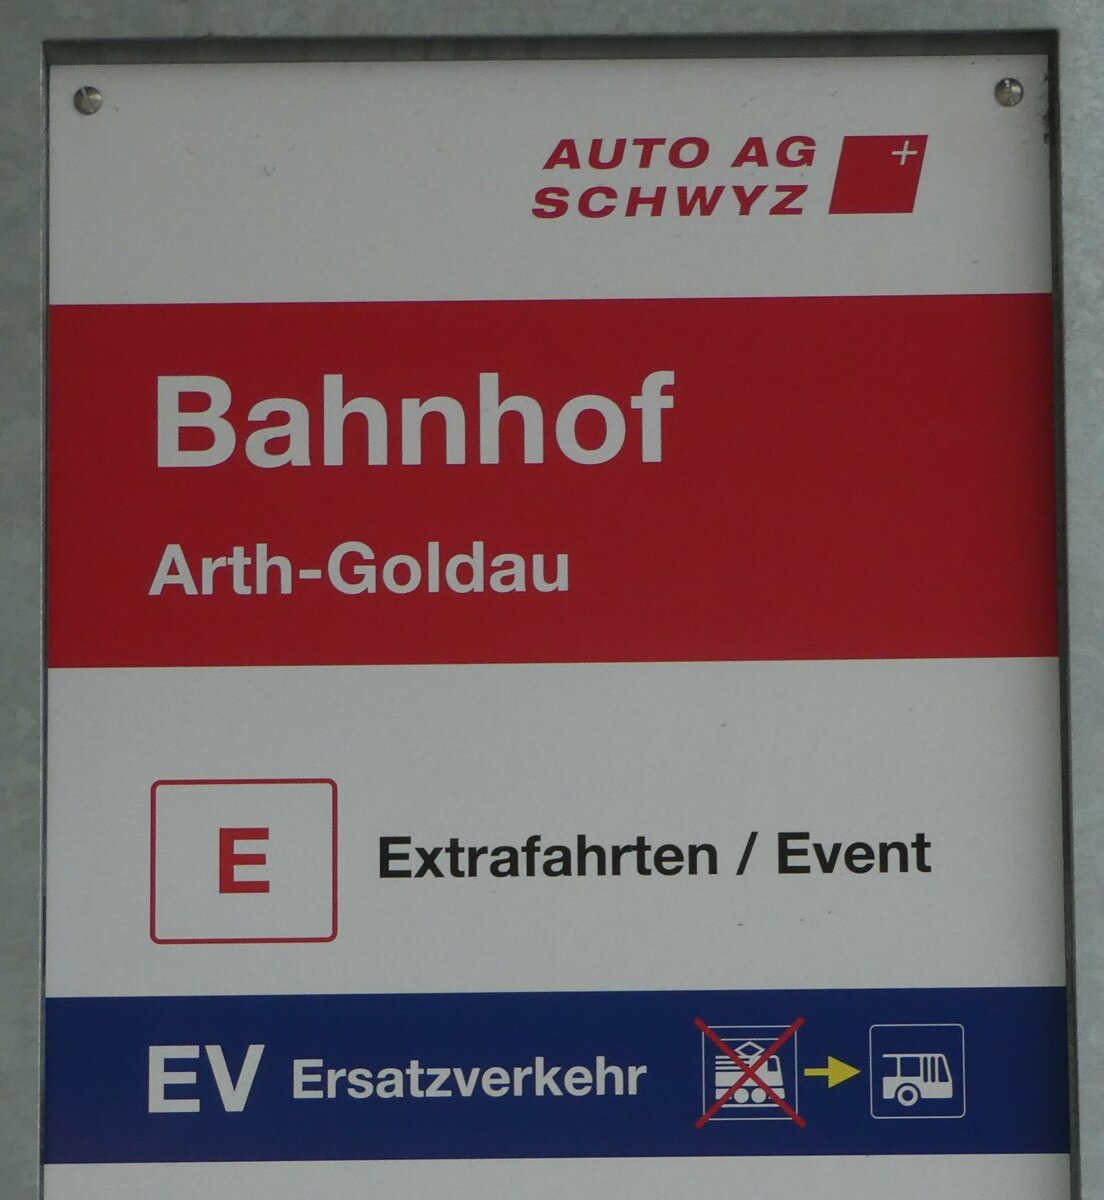 AUTO AG
SCHWYZ
Bahnhof
Arth-Goldau
E Extrafahrten / Event
EV Ersatzverkehr